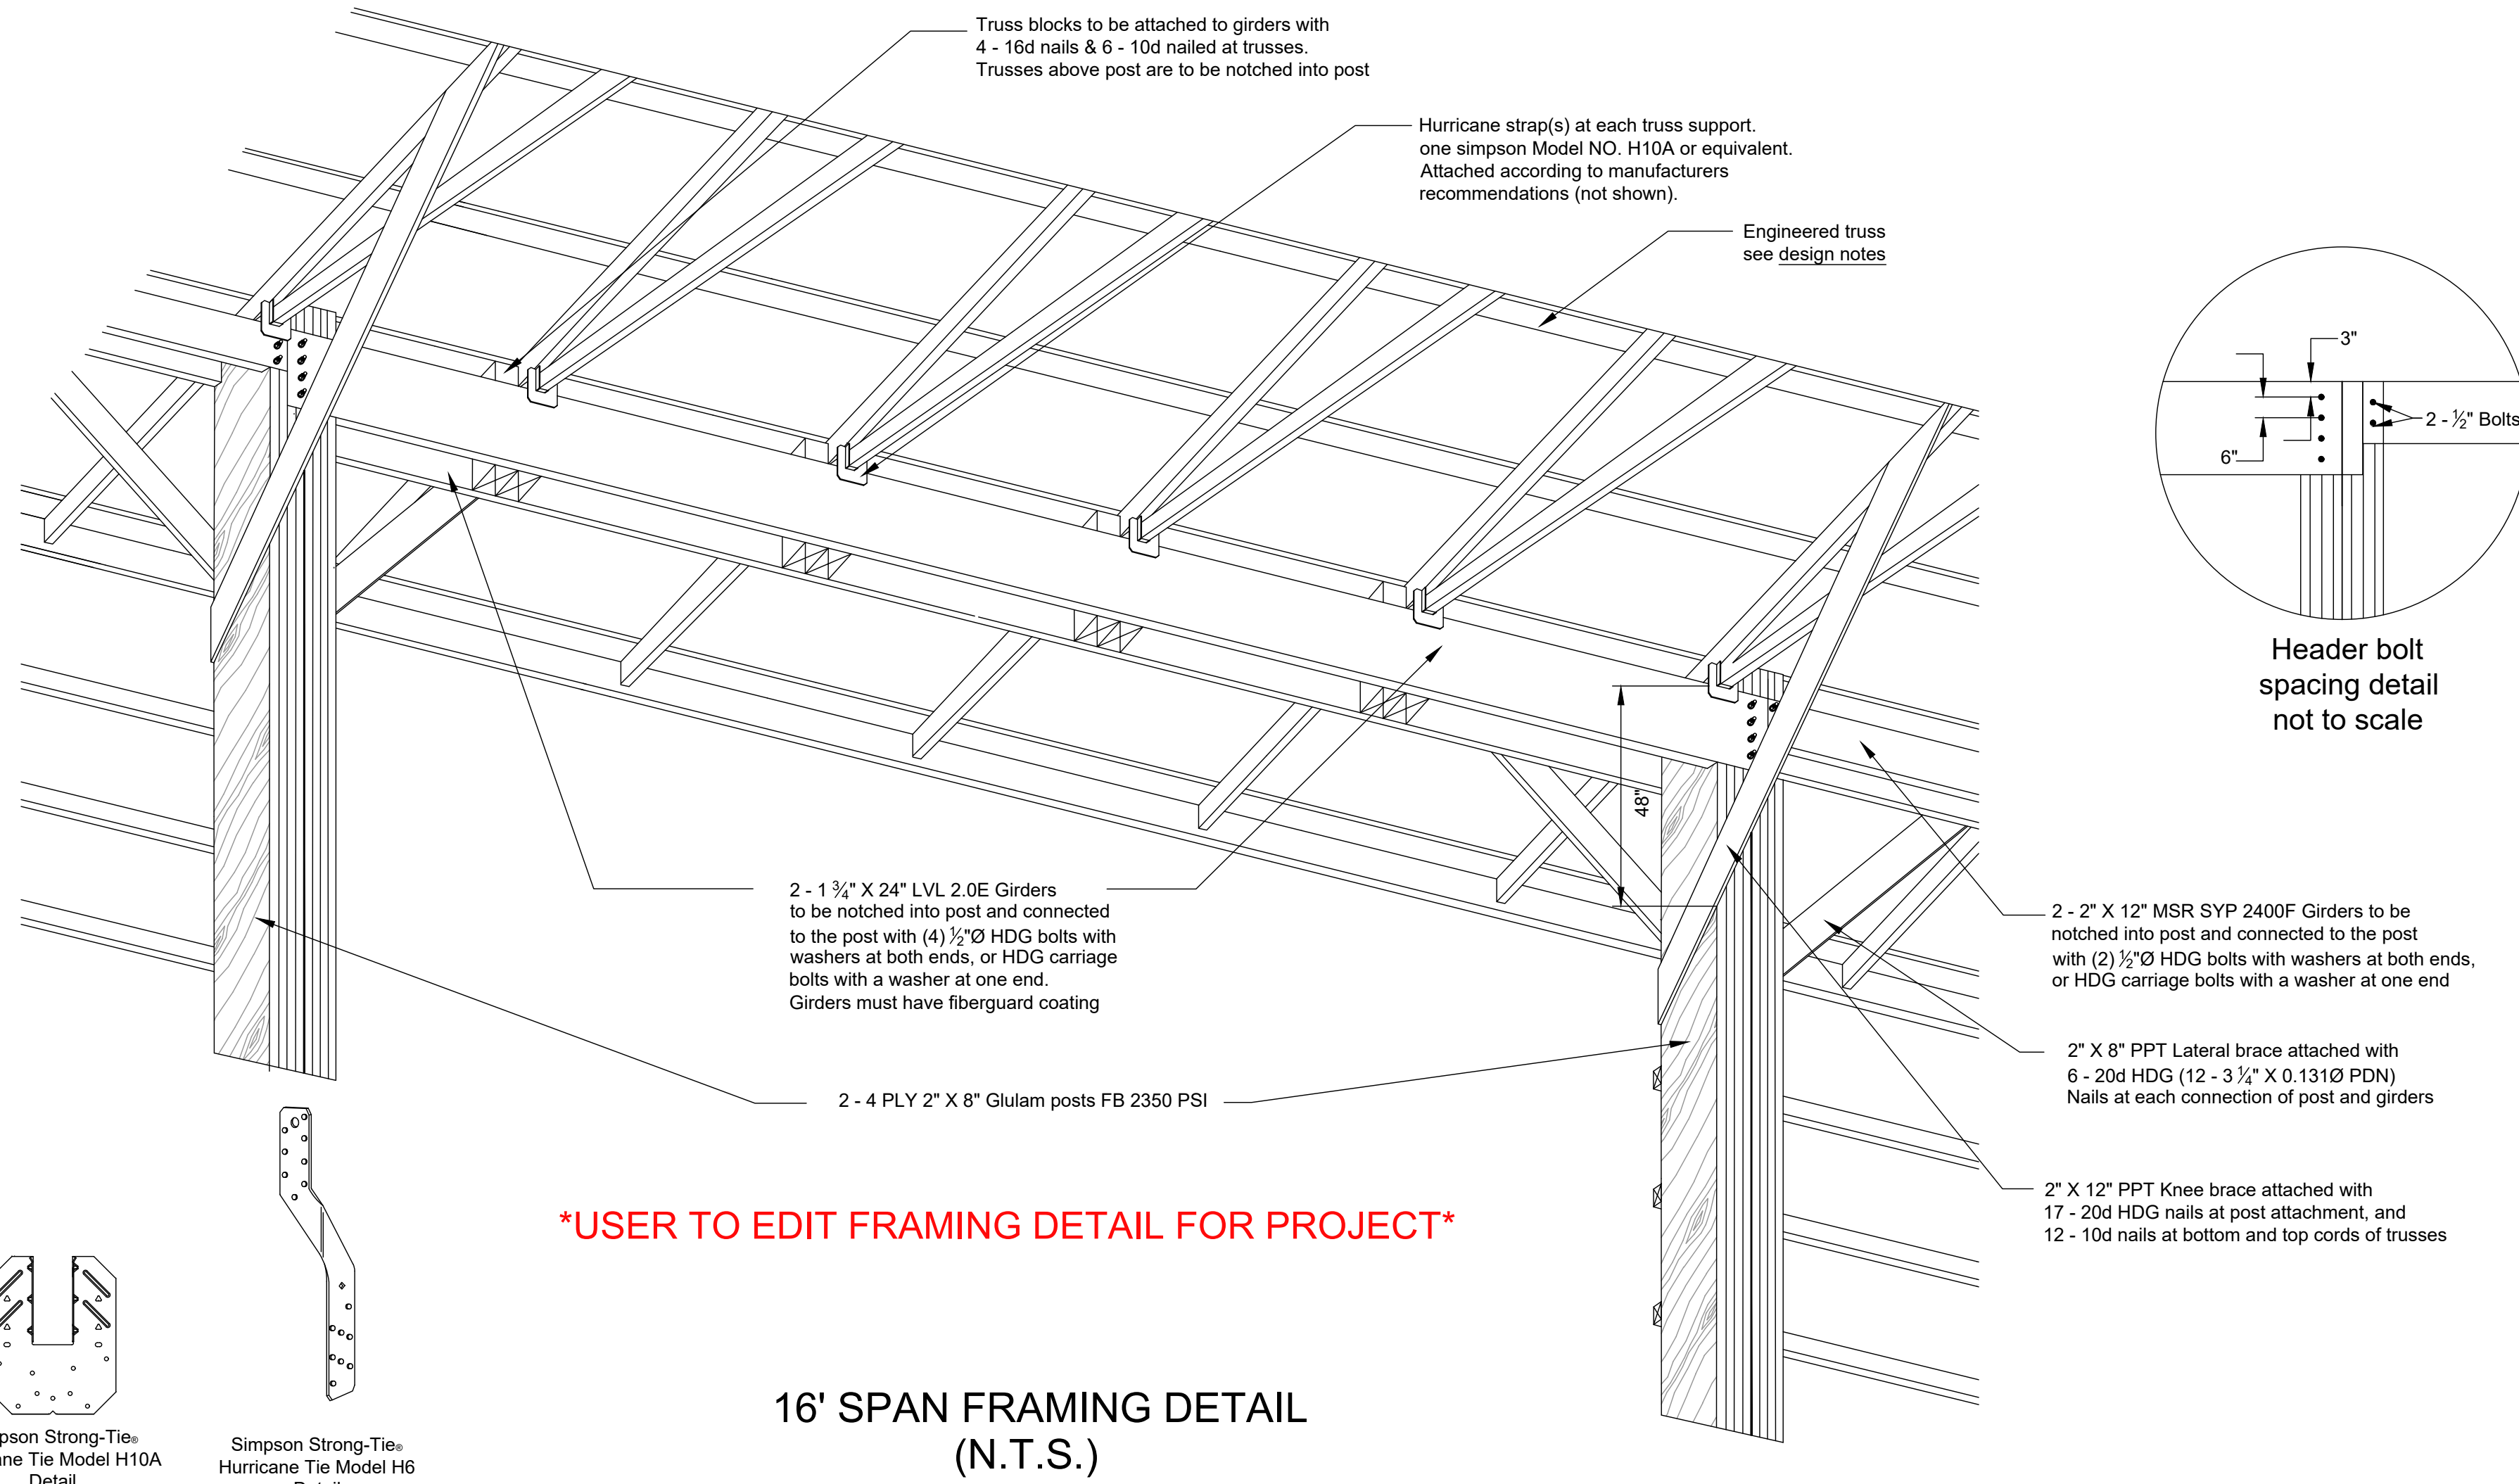 Truss blocks to be attached to girders with
4 - 16d nails & 6 - 10d nailed at trusses.
Trusses above post are to be notched into post
Hurricane strap(s) at each truss support.
one simpson Model NO. H10A or equivalent.
Attached according to manufacturers
recommendations (not shown).
Engineered truss
see design notes
3"
2 - ½" Bolts
6"
Header bolt
spacing detail
not to scale
48"
2 - 1 ¾" X 24" LVL 2.0E Girders
to be notched into post and connected
to the post with (4) ½"Ø HDG bolts with
washers at both ends, or HDG carriage
bolts with a washer at one end.
Girders must have fiberguard coating
2 - 2" X 12" MSR SYP 2400F Girders to be
notched into post and connected to the post
with (2) ½"Ø HDG bolts with washers at both ends,
or HDG carriage bolts with a washer at one end
2" X 8" PPT Lateral brace attached with
6 - 20d HDG (12 - 3 ¼" X 0.131Ø PDN)
Nails at each connection of post and girders
2 - 4 PLY 2" X 8" Glulam posts FB 2350 PSI
2" X 12" PPT Knee brace attached with
17 - 20d HDG nails at post attachment, and
12 - 10d nails at bottom and top cords of trusses
*USER TO EDIT FRAMING DETAIL FOR PROJECT*
16' SPAN FRAMING DETAIL
(N.T.S.)
Strong-Tie®
Tie Model H10A
Detail
Simpson Strong-Tie®
Hurricane Tie Model H6